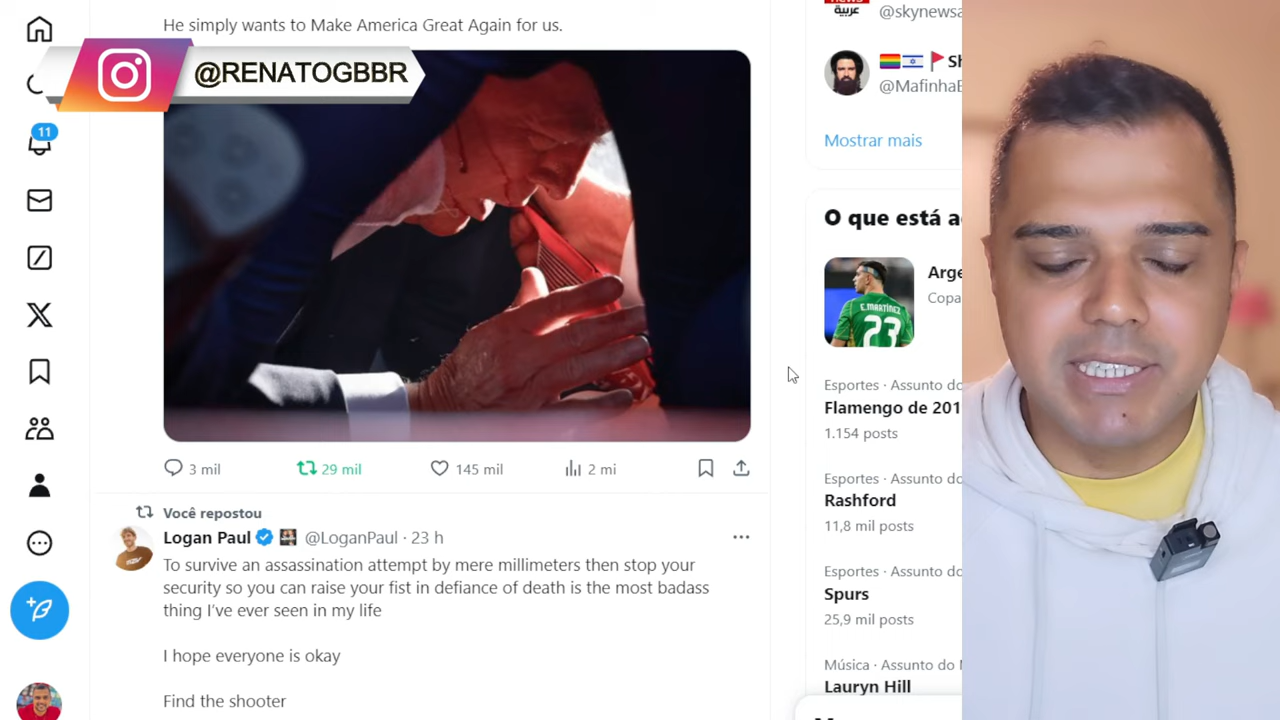 He simply wants to Make America Great Again for us.
@RENATOGBBR
11
3 mil
29 mil
145 mil
2 mi
Você repostou
Logan Paul @LoganPaul · 23 h
To survive an assassination attempt by mere millimeters then stop your
security so you can raise your fist in defiance of death is the most badass
thing I’ve ever seen in my life
I hope everyone is okay
Find the shooter
عربية
@skynewsa
Sh
@MafinhaE
Mostrar mais
O que está a
Arge
Copa
E.MARTÍNEZ
23
Esportes · Assunto do
Flamengo de 201
1.154 posts
Esportes · Assunto do
Rashford
11,8 mil posts
Esportes · Assunto do
Spurs
25,9 mil posts
Música · Assunto do
Lauryn Hill